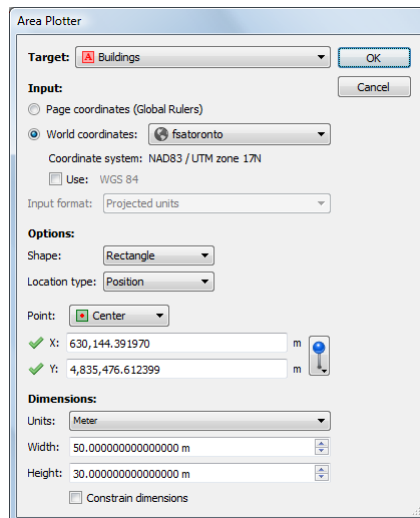 Area Plotter
Target: A Buildings
OK
Input:
Cancel
Page coordinates (Global Rulers)
World coordinates: fsatoronto
Coordinate system: NAD83 / UTM zone 17N
Use: WGS 84
Input format: Projected units
Options:
Shape: Rectangle
Location type: Position
Point: Center
X: 630,144.391970 m
Y: 4,835,476.612399 m
Dimensions:
Units: Meter
Width: 50.000000000000000 m
Height: 30.000000000000000 m
Constrain dimensions